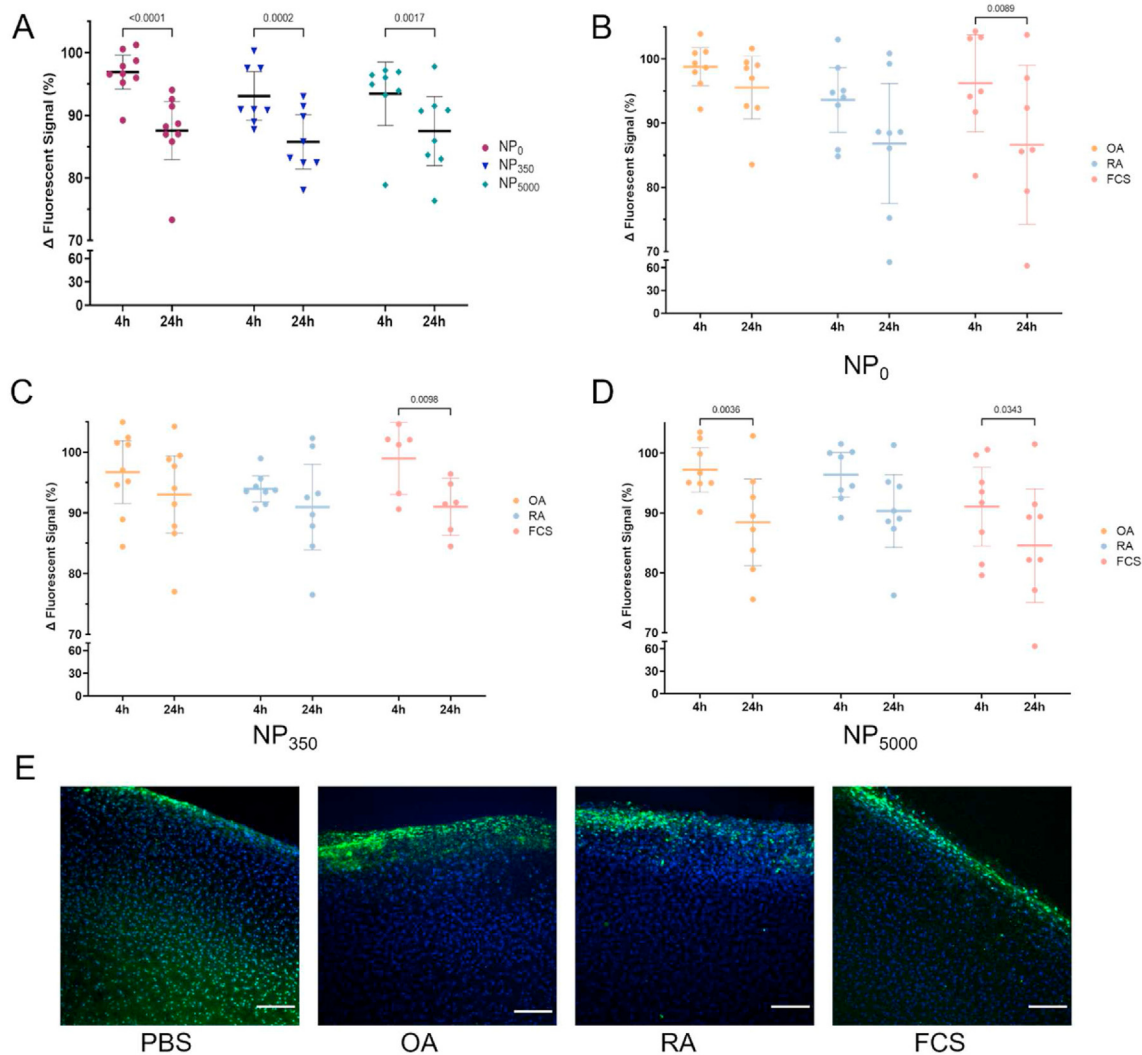 A
<0.0001
0.0002
0.0017
Δ Fluorescent Signal (%)
100
90
80
70
60
30
0
4h 24h 4h 24h 4h 24h
NP₀
NP₃₅₀
NP₅₀₀₀
B
0.0089
Δ Fluorescent Signal (%)
100
90
80
70
60
30
0
4h 24h 4h 24h 4h 24h
OA
RA
FCS
NP₀
C
0.0098
Δ Fluorescent Signal (%)
100
90
80
70
60
30
0
4h 24h 4h 24h 4h 24h
OA
RA
FCS
NP₃₅₀
D
0.0036
0.0343
Δ Fluorescent Signal (%)
100
90
80
70
60
30
0
4h 24h 4h 24h 4h 24h
OA
RA
FCS
NP₅₀₀₀
E
PBS OA RA FCS